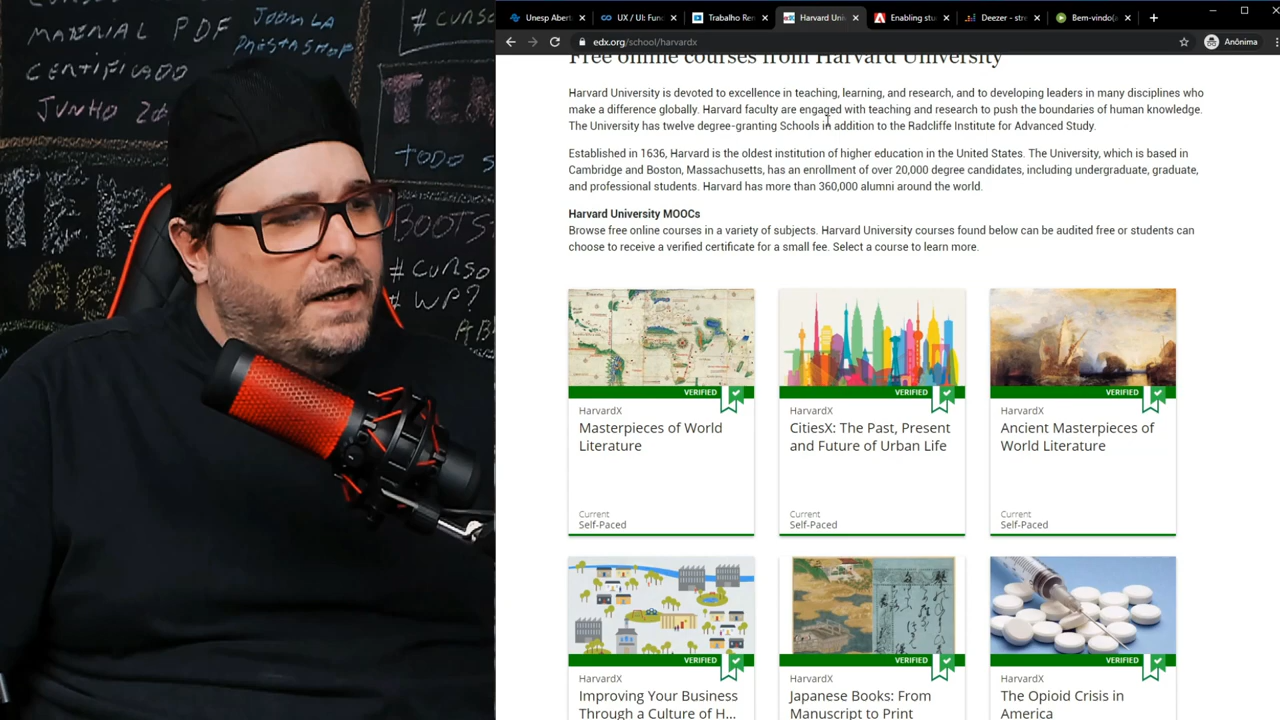 # CURSO
MATERIAL PDF
CERTIFICADO
JUNHO
JOOMLA
PRESTASHOP
# CURSO
TODO
BOOTS
# CURSO
# WP?
Unesp Abert
UX / UI: Fun
Trabalho Rem
Harvard Uni
Enabling stu
Deezer - stre
Bem-vindo(a
edx.org/school/harvardx
Anônima
Free online courses from Harvard University
Harvard University is devoted to excellence in teaching, learning, and research, and to developing leaders in many disciplines who
make a difference globally. Harvard faculty are engaged with teaching and research to push the boundaries of human knowledge.
The University has twelve degree-granting Schools in addition to the Radcliffe Institute for Advanced Study.
Established in 1636, Harvard is the oldest institution of higher education in the United States. The University, which is based in
Cambridge and Boston, Massachusetts, has an enrollment of over 20,000 degree candidates, including undergraduate, graduate,
and professional students. Harvard has more than 360,000 alumni around the world.
Harvard University MOOCs
Browse free online courses in a variety of subjects. Harvard University courses found below can be audited free or students can
choose to receive a verified certificate for a small fee. Select a course to learn more.
VERIFIED
HarvardX
Masterpieces of World
Literature
Current
Self-Paced
VERIFIED
HarvardX
CitiesX: The Past, Present
and Future of Urban Life
Current
Self-Paced
VERIFIED
HarvardX
Ancient Masterpieces of
World Literature
Current
Self-Paced
VERIFIED
HarvardX
Improving Your Business
Through a Culture of H...
VERIFIED
HarvardX
Japanese Books: From
Manuscript to Print
VERIFIED
HarvardX
The Opioid Crisis in
America